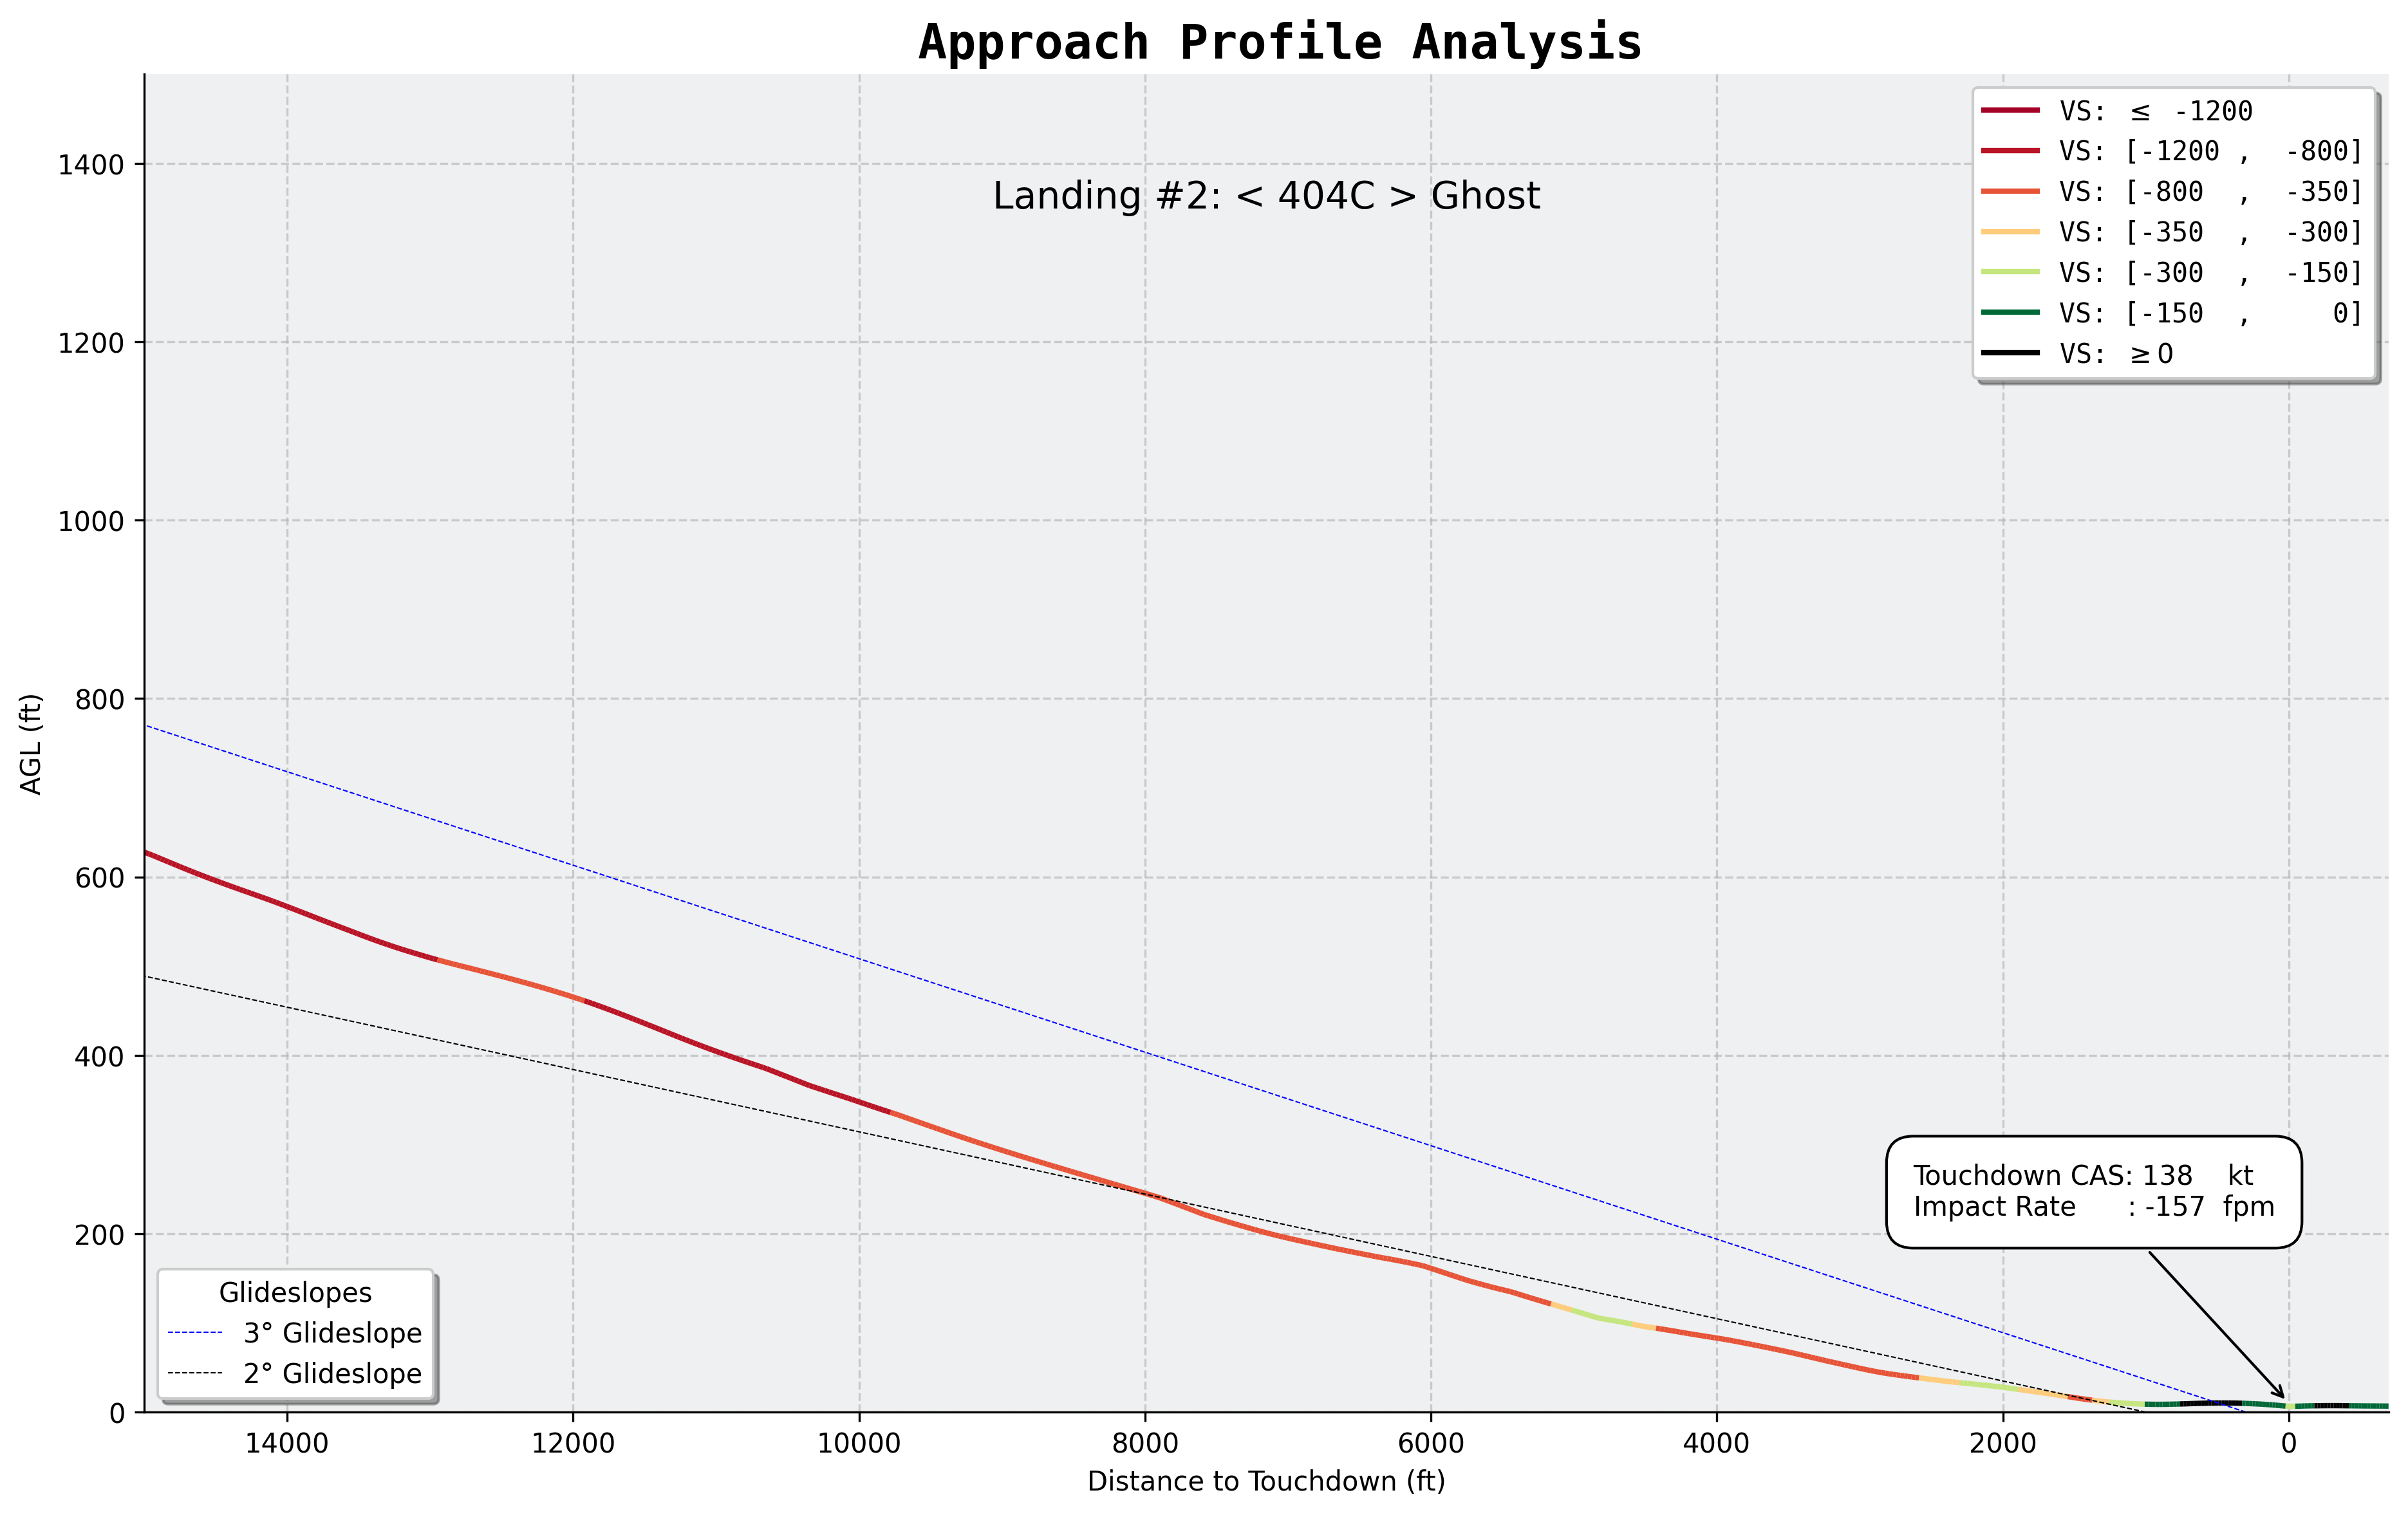 Approach Profile Analysis
Landing #2: < 404C > Ghost
VS: ≤ -1200
VS: [-1200 , -800]
VS: [-800 , -350]
VS: [-350 , -300]
VS: [-300 , -150]
VS: [-150 , 0]
VS: ≥0
AGL (ft)
1400
1200
1000
800
600
400
200
0
Touchdown CAS: 138 kt
Impact Rate : -157 fpm
Glideslopes
3° Glideslope
2° Glideslope
14000 12000 10000 8000 6000 4000 2000 0
Distance to Touchdown (ft)